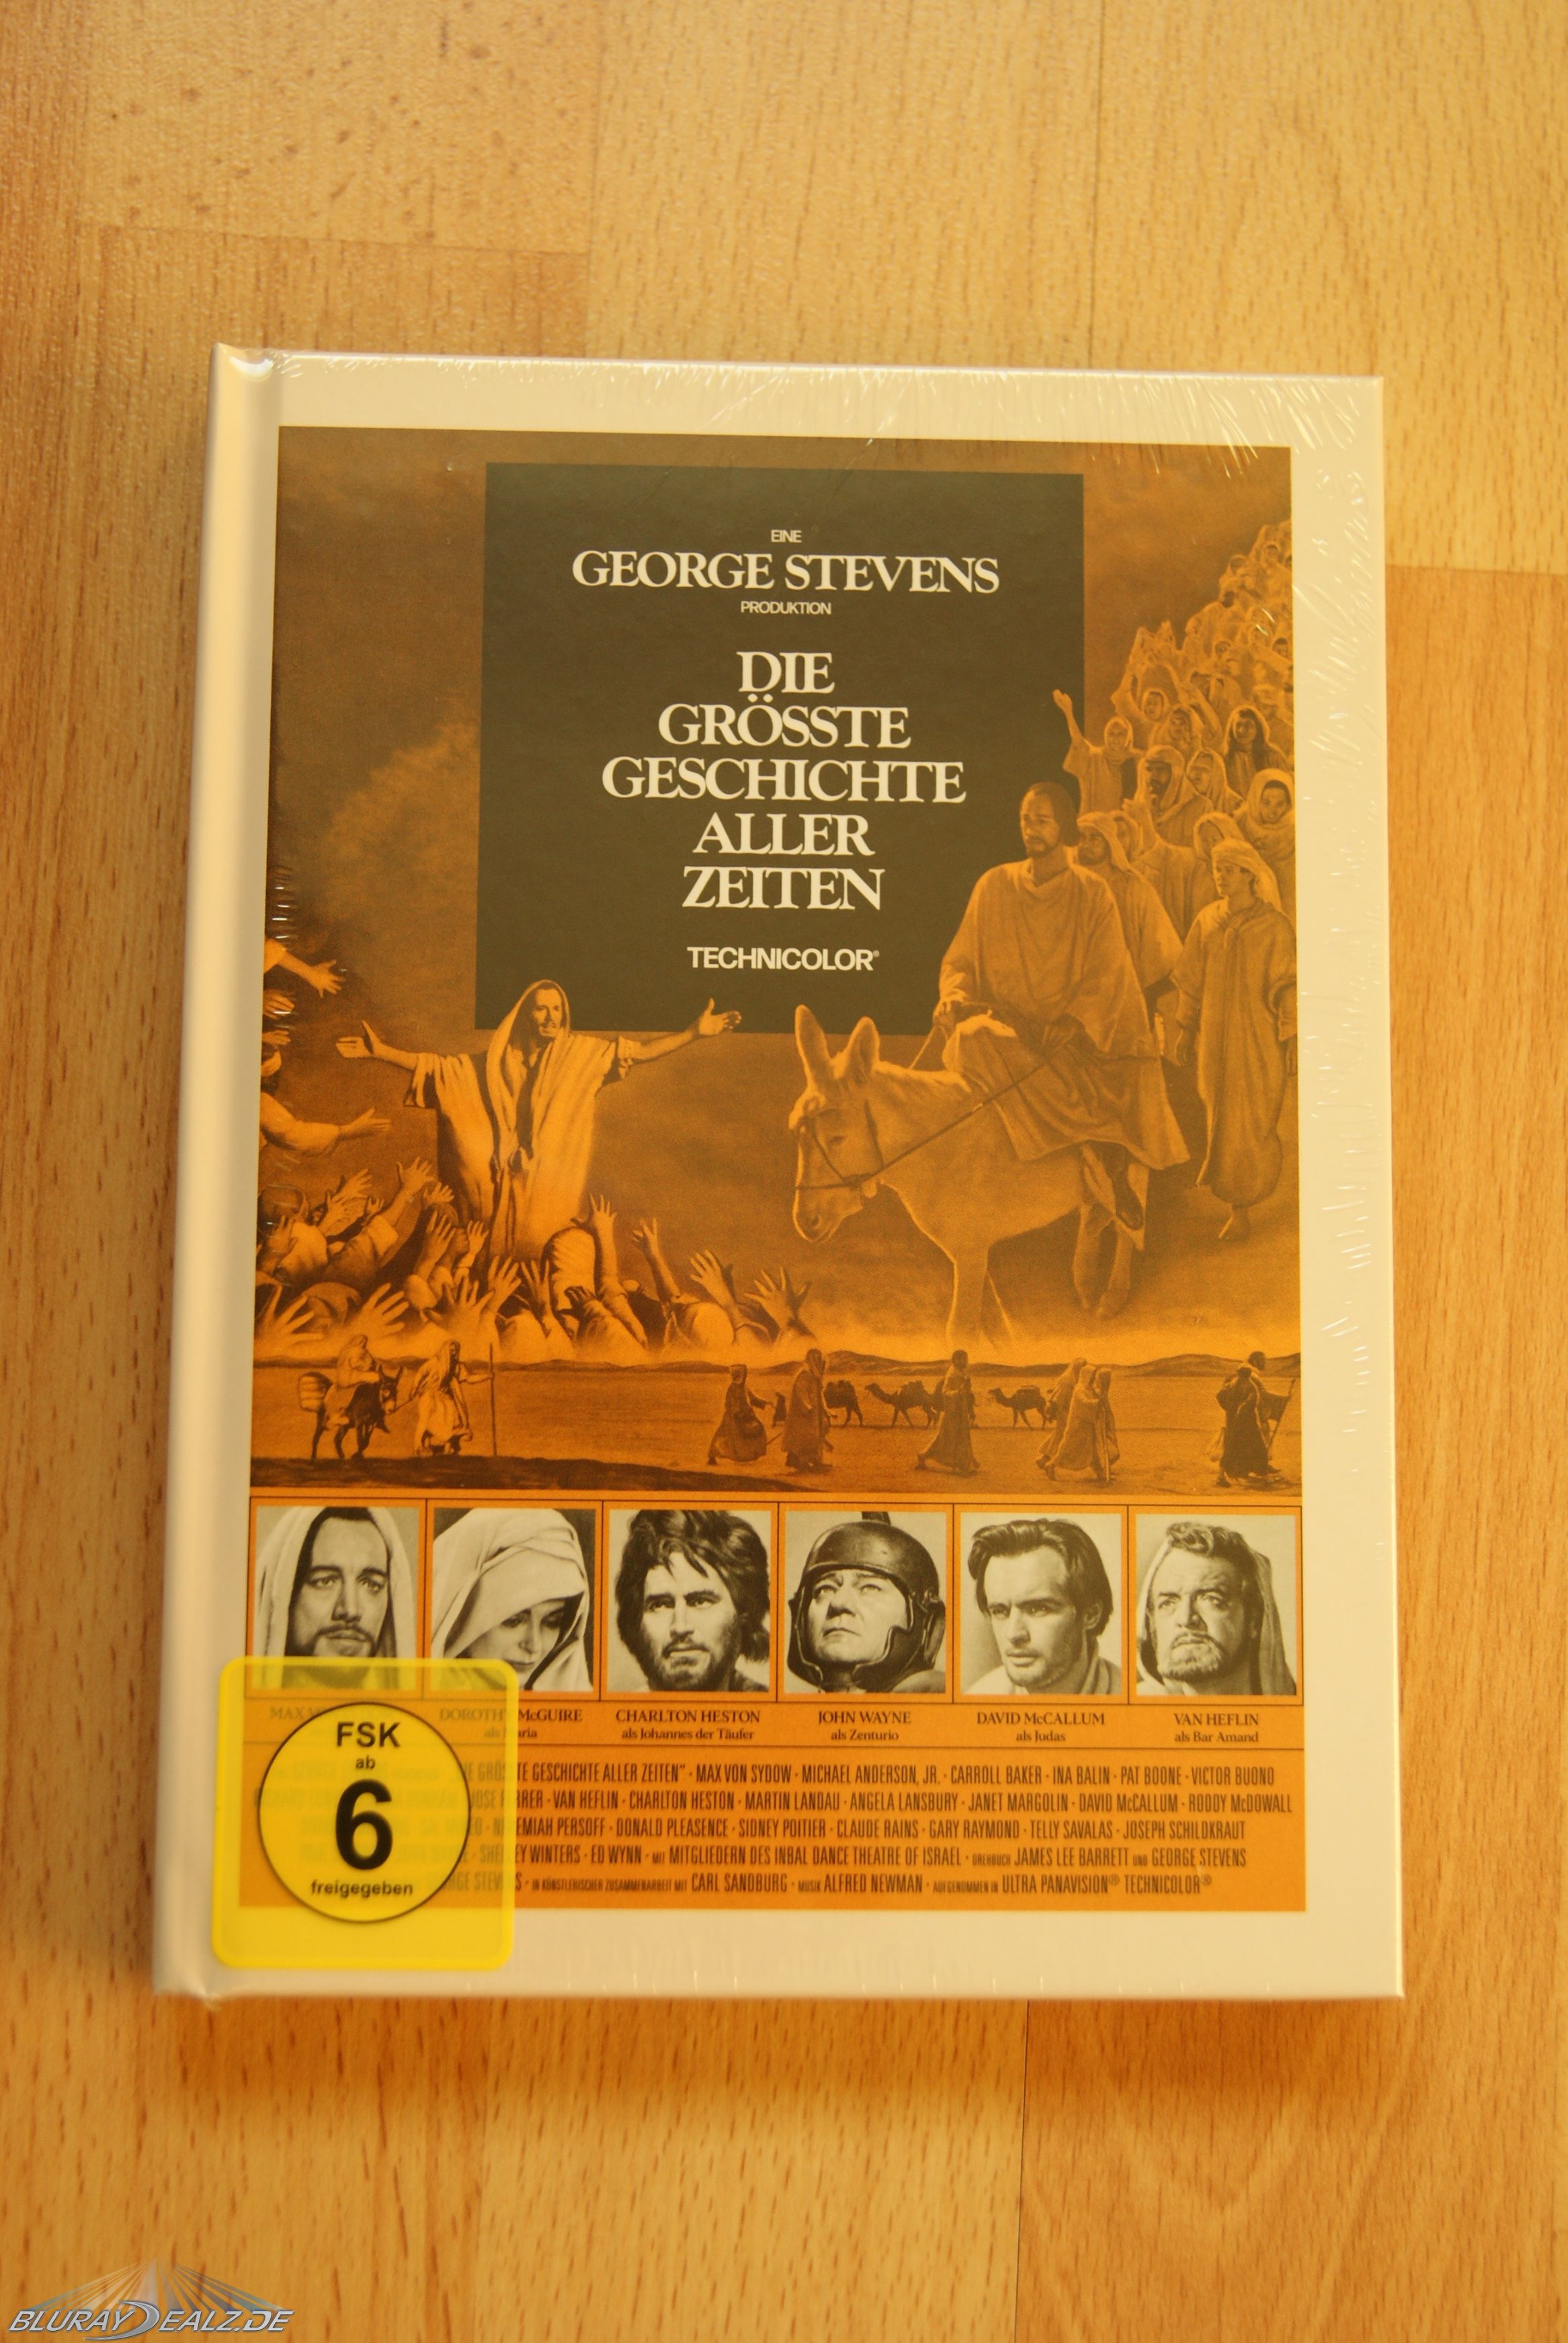 EINE
GEORGE STEVENS
PRODUKTION
DIE
GRÖSSTE
GESCHICHTE
ALLER
ZEITEN
TECHNICOLOR®
DOROTHY McGUIRE
CHARLTON HESTON
als Johannes der Täufer
JOHN WAYNE
als Zenturio
DAVID McCALLUM
als Judas
VAN HEFLIN
als Bar Amand
GESCHICHTE ALLER ZEITEN" · MAX VON SYDOW · MICHAEL ANDERSON, JR. · CARROLL BAKER · INA BALIN · PAT BOONE · VICTOR BUONO
VAN HEFLIN · CHARLTON HESTON · MARTIN LANDAU · ANGELA LANSBURY · JANET MARGOLIN · DAVID McCALLUM · RODDY McDOWALL
PERSOFF · DONALD PLEASENCE · SIDNEY POITIER · CLAUDE RAINS · GARY RAYMOND · TELLY SAVALAS · JOSEPH SCHILDKRAUT
WINTERS · ED WYNN · MIT MITGLIEDERN DES INBAL DANCE THEATRE OF ISRAEL · DREHBUCH JAMES LEE BARRETT UND GEORGE STEVENS
IN KÜNSTLERISCHER ZUSAMMENARBEIT MIT CARL SANDBURG · MUSIK ALFRED NEWMAN · AUFGENOMMEN IN ULTRA PANAVISION® TECHNICOLOR®
FSK
ab
6
freigegeben
BLURAYDEALZ.DE